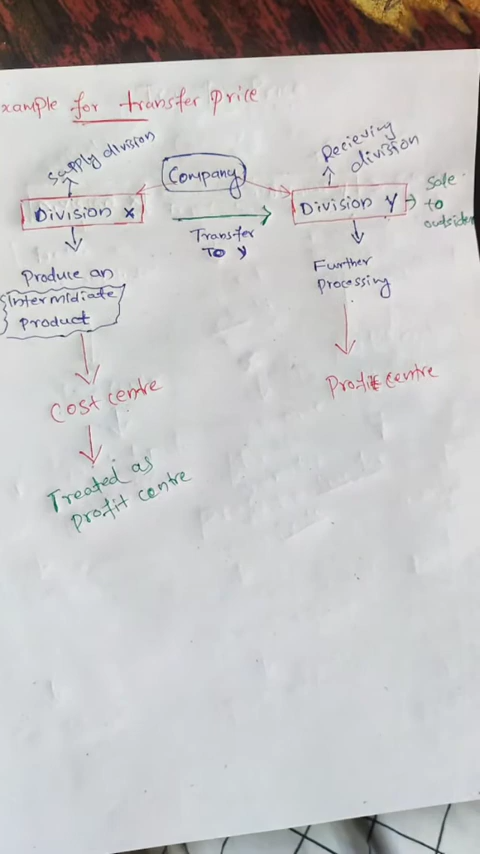 xample for transfer price
Supply division
Company
Recieving
division
Division X
Transfer
To Y
Division Y
Sale
to
outsider
Produce an
Intermidiate
Product
Further
Processing
Cost centre
Profit centre
Treated as
Profit centre